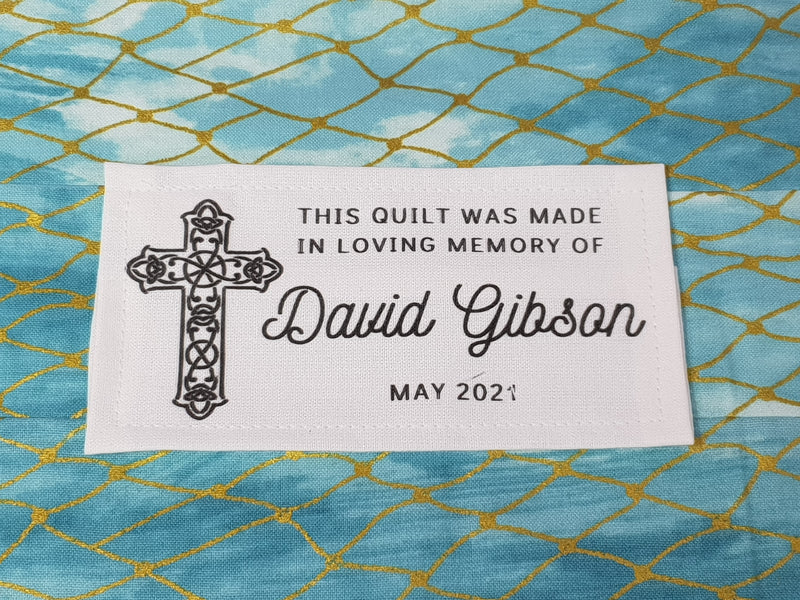 THIS QUILT WAS MADE
IN LOVING MEMORY OF
David Gibson
MAY 2021